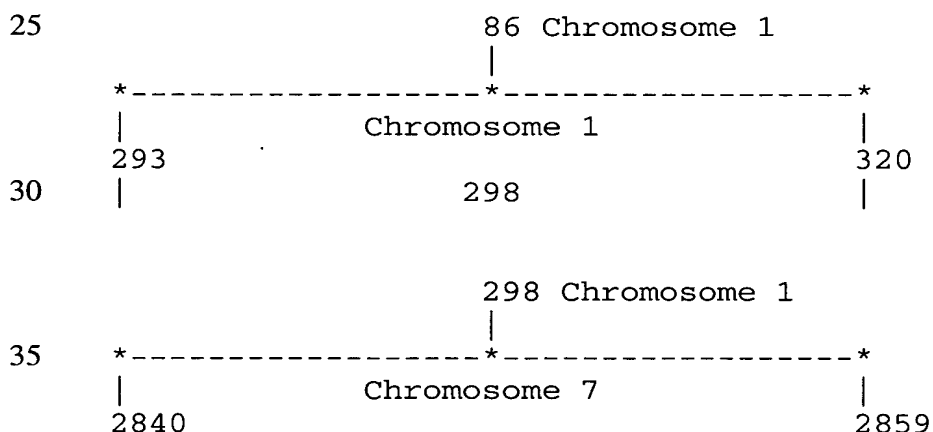 25 86 Chromosome 1
|
*------------------*------------------*
| Chromosome 1 |
293 320
30 | 298 |
298 Chromosome 1
|
35 *------------------*------------------*
| Chromosome 7 |
2840 2859